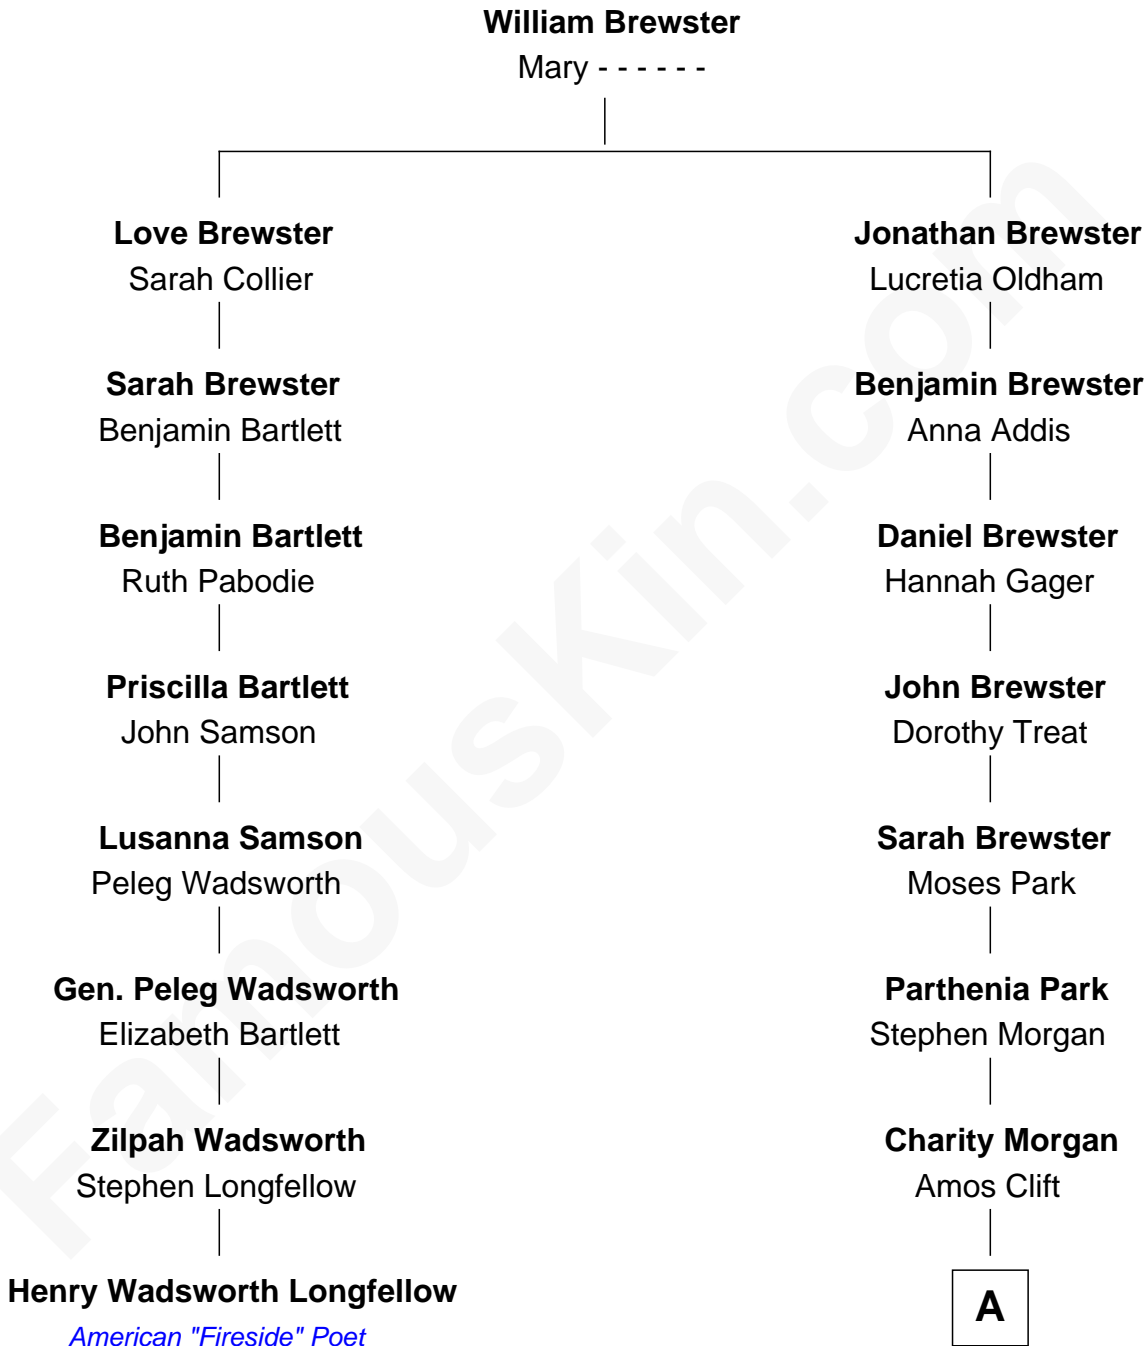 William Brewster
Mary - - - - - -
Love Brewster
Sarah Collier
Jonathan Brewster
Lucretia Oldham
Sarah Brewster
Benjamin Bartlett
Benjamin Brewster
Anna Addis
Benjamin Bartlett
Ruth Pabodie
Daniel Brewster
Hannah Gager
Priscilla Bartlett
John Samson
John Brewster
Dorothy Treat
Lusanna Samson
Peleg Wadsworth
Sarah Brewster
Moses Park
Gen. Peleg Wadsworth
Elizabeth Bartlett
Parthenia Park
Stephen Morgan
Zilpah Wadsworth
Stephen Longfellow
Charity Morgan
Amos Clift
Henry Wadsworth Longfellow
American "Fireside" Poet
A
FamousKin.com